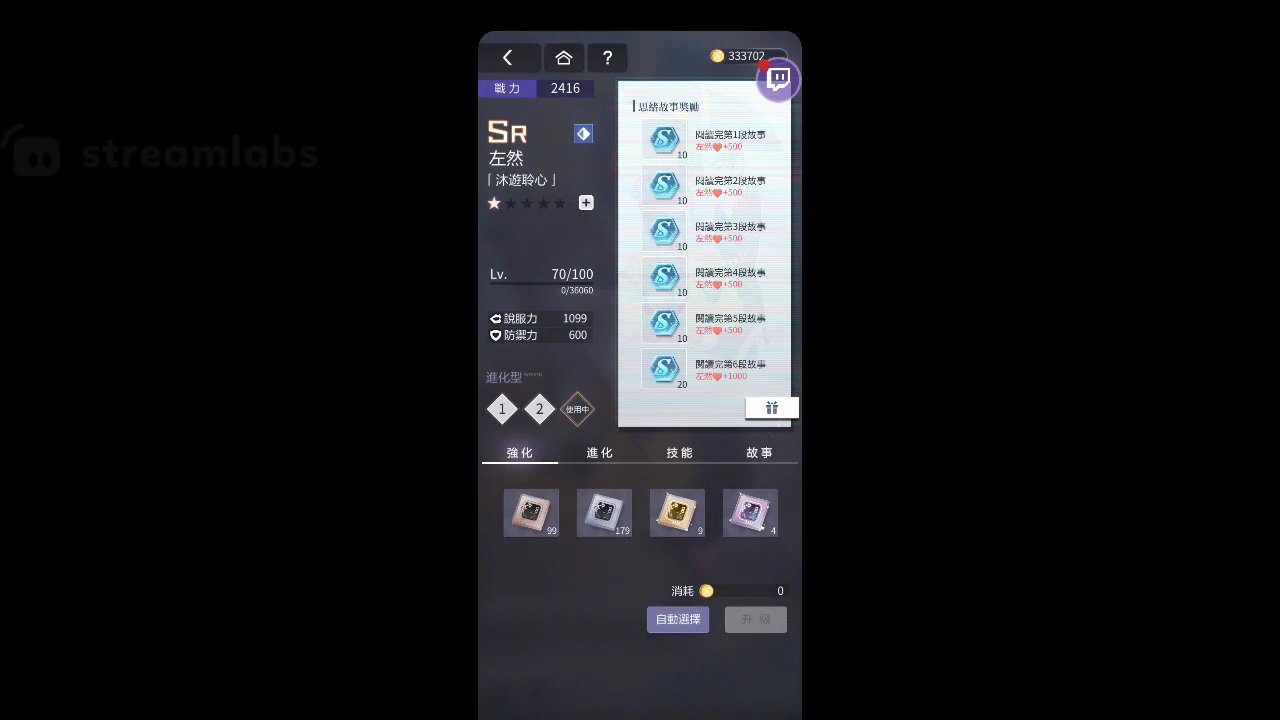 333702
戰力 2416
思緒故事獎勵
SR
左然
「沐遊聆心」
10 閱讀完第1段故事
左然+500
10 閱讀完第2段故事
左然+500
10 閱讀完第3段故事
左然+500
10 閱讀完第4段故事
左然+500
10 閱讀完第5段故事
左然+500
20 閱讀完第6段故事
左然+1000
Lv. 70/100
0/36060
說服力 1099
防禦力 600
進化型
1 2 使用中
強化 進化 技能 故事
99 179 9 4
消耗 0
自動選擇 升級
streamlabs